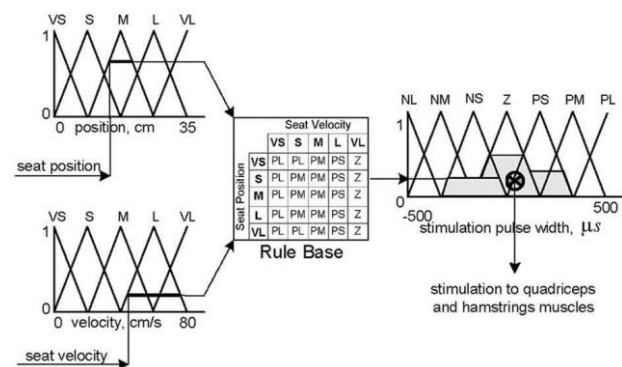 VS S M L VL
1
0
0 position, cm 35
seat position
VS S M L VL
1
0
0 velocity, cm/s 80
seat velocity
Seat Velocity
VS S M L VL
Seat Position
VS PL PL PM PS Z
S PL PM PM PS Z
M PL PM PM PS Z
L PL PM PM PS Z
VL PL PM PM PS Z
Rule Base
NL NM NS Z PS PM PL
1
0
-500 500
stimulation pulse width, μs
stimulation to quadriceps
and hamstrings muscles